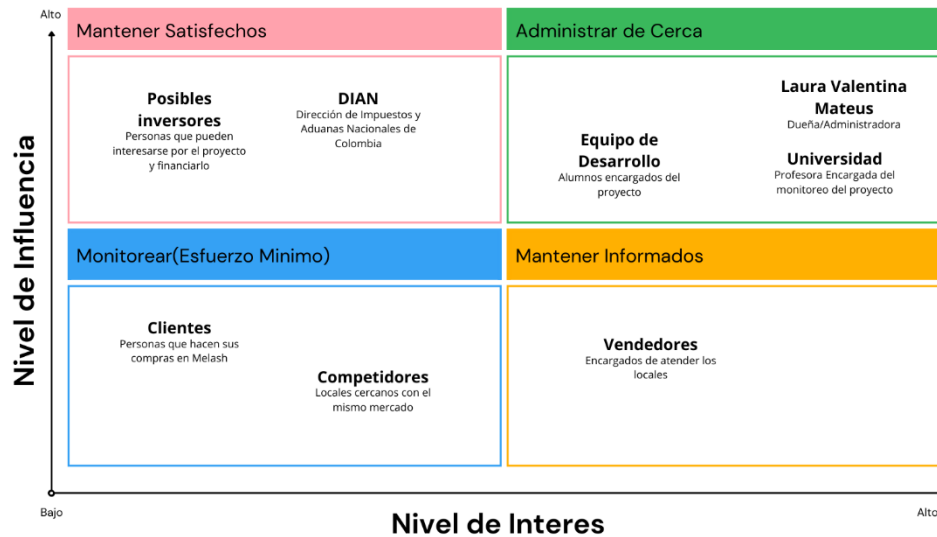 Alto
Mantener Satisfechos
Administrar de Cerca
Posibles
inversores
Personas que pueden
interesarse por el proyecto
y financiarlo
DIAN
Dirección de Impuestos y
Aduanas Nacionales de
Colombia
Equipo de
Desarrollo
Alumnos encargados del
proyecto
Laura Valentina
Mateus
Dueña/Administradora
Universidad
Profesora Encargada del
monitoreo del proyecto
Nivel de Influencia
Monitorear(Esfuerzo Minimo)
Mantener Informados
Clientes
Personas que hacen sus
compras en Melash
Competidores
Locales cercanos con el
mismo mercado
Vendedores
Encargados de atender los
locales
Bajo
Nivel de Interes
Alto